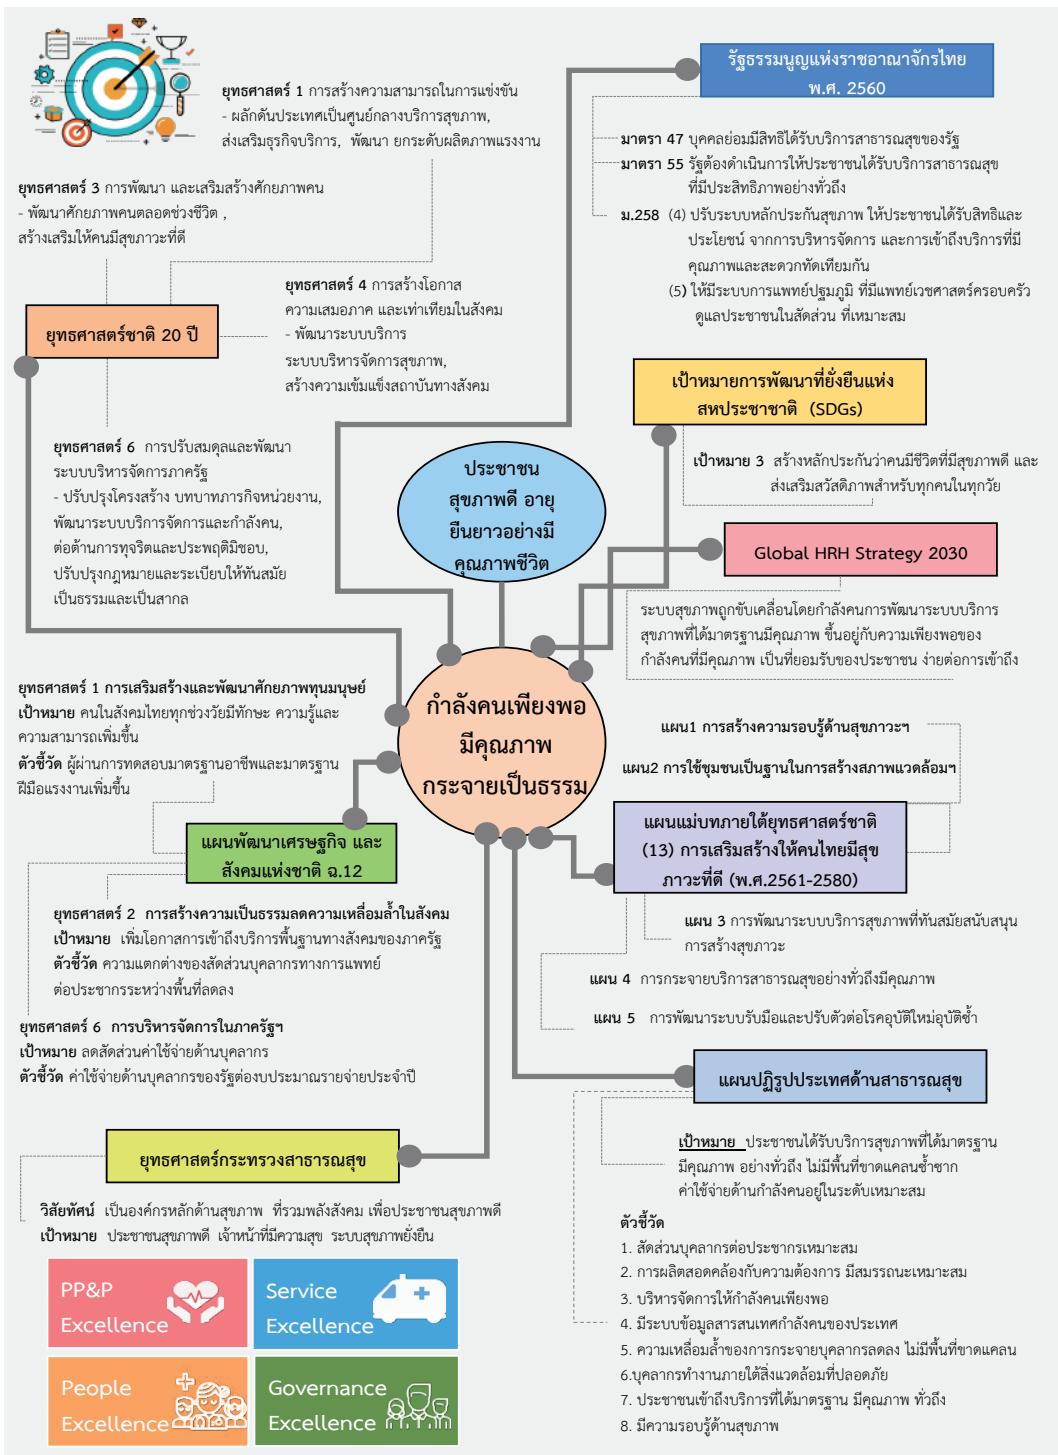 ยุทธศาสตร์ 1 การสร้างความสามารถในการแข่งขัน
- ผลักดันประเทศเป็นศูนย์กลางบริการสุขภาพ,
ส่งเสริมธุรกิจบริการ, พัฒนา ยกระดับผลิตภาพแรงงาน
ยุทธศาสตร์ 3 การพัฒนา และเสริมสร้างศักยภาพคน
- พัฒนาศักยภาพคนตลอดช่วงชีวิต ,
สร้างเสริมให้คนมีสุขภาวะที่ดี
ยุทธศาสตร์ชาติ 20 ปี
ยุทธศาสตร์ 4 การสร้างโอกาส
ความเสมอภาค และเท่าเทียมในสังคม
- พัฒนาระบบบริการ
ระบบบริหารจัดการสุขภาพ,
สร้างความเข้มแข็งสถาบันทางสังคม
ยุทธศาสตร์ 6 การปรับสมดุลและพัฒนา
ระบบบริหารจัดการภาครัฐ
- ปรับปรุงโครงสร้าง บทบาทภารกิจหน่วยงาน,
พัฒนาระบบบริการจัดการและกำลังคน,
ต่อต้านการทุจริตและประพฤติมิชอบ,
ปรับปรุงกฎหมายและระเบียบให้ทันสมัย
เป็นธรรมและเป็นสากล
รัฐธรรมนูญแห่งราชอาณาจักรไทย
พ.ศ. 2560
มาตรา 47 บุคคลย่อมมีสิทธิได้รับบริการสาธารณสุขของรัฐ
มาตรา 55 รัฐต้องดำเนินการให้ประชาชนได้รับบริการสาธารณสุข
ที่มีประสิทธิภาพอย่างทั่วถึง
ม.258 (4) ปรับระบบหลักประกันสุขภาพ ให้ประชาชนได้รับสิทธิและ
ประโยชน์ จากการบริหารจัดการ และการเข้าถึงบริการที่มี
คุณภาพและสะดวกทัดเทียมกัน
(5) ให้มีระบบการแพทย์ปฐมภูมิ ที่มีแพทย์เวชศาสตร์ครอบครัว
ดูแลประชาชนในสัดส่วน ที่เหมาะสม
เป้าหมายการพัฒนาที่ยั่งยืนแห่ง
สหประชาชาติ (SDGs)
เป้าหมาย 3 สร้างหลักประกันว่าคนมีชีวิตที่มีสุขภาพดี และ
ส่งเสริมสวัสดิภาพสำหรับทุกคนในทุกวัย
ประชาชน
สุขภาพดี อายุ
ยืนยาวอย่างมี
คุณภาพชีวิต
Global HRH Strategy 2030
ระบบสุขภาพถูกขับเคลื่อนโดยกำลังคนการพัฒนาระบบบริการ
สุขภาพที่ได้มาตรฐานมีคุณภาพ ขึ้นอยู่กับความเพียงพอของ
กำลังคนที่มีคุณภาพ เป็นที่ยอมรับของประชาชน ง่ายต่อการเข้าถึง
กำลังคนเพียงพอ
มีคุณภาพ
กระจายเป็นธรรม
ยุทธศาสตร์ 1 การเสริมสร้างและพัฒนาศักยภาพทุนมนุษย์
เป้าหมาย คนในสังคมไทยทุกช่วงวัยมีทักษะ ความรู้และ
ความสามารถเพิ่มขึ้น
ตัวชี้วัด ผู้ผ่านการทดสอบมาตรฐานอาชีพและมาตรฐาน
ฝีมือแรงงานเพิ่มขึ้น
แผนพัฒนาเศรษฐกิจ และ
สังคมแห่งชาติ ฉ.12
ยุทธศาสตร์ 2 การสร้างความเป็นธรรมลดความเหลื่อมล้ำในสังคม
เป้าหมาย เพิ่มโอกาสการเข้าถึงบริการพื้นฐานทางสังคมของภาครัฐ
ตัวชี้วัด ความแตกต่างของสัดส่วนบุคลากรทางการแพทย์
ต่อประชากรระหว่างพื้นที่ลดลง
ยุทธศาสตร์ 6 การบริหารจัดการในภาครัฐฯ
เป้าหมาย ลดสัดส่วนค่าใช้จ่ายด้านบุคลากร
ตัวชี้วัด ค่าใช้จ่ายด้านบุคลากรของรัฐต่องบประมาณรายจ่ายประจำปี
แผน1 การสร้างความรอบรู้ด้านสุขภาวะฯ
แผน2 การใช้ชุมชนเป็นฐานในการสร้างสภาพแวดล้อมฯ
แผนแม่บทภายใต้ยุทธศาสตร์ชาติ
(13) การเสริมสร้างให้คนไทยมีสุข
ภาวะที่ดี (พ.ศ.2561-2580)
แผน 3 การพัฒนาระบบบริการสุขภาพที่ทันสมัยสนับสนุน
การสร้างสุขภาวะ
แผน 4 การกระจายบริการสาธารณสุขอย่างทั่วถึงมีคุณภาพ
แผน 5 การพัฒนาระบบรับมือและปรับตัวต่อโรคอุบัติใหม่อุบัติซ้ำ
แผนปฏิรูปประเทศด้านสาธารณสุข
เป้าหมาย ประชาชนได้รับบริการสุขภาพที่ได้มาตรฐาน
มีคุณภาพ อย่างทั่วถึง ไม่มีพื้นที่ขาดแคลนซ้ำซาก
ค่าใช้จ่ายด้านกำลังคนอยู่ในระดับเหมาะสม
ตัวชี้วัด
1. สัดส่วนบุคลากรต่อประชากรเหมาะสม
2. การผลิตสอดคล้องกับความต้องการ มีสมรรถนะเหมาะสม
3. บริหารจัดการให้กำลังคนเพียงพอ
4. มีระบบข้อมูลสารสนเทศกำลังคนของประเทศ
5. ความเหลื่อมล้ำของการกระจายบุคลากรลดลง ไม่มีพื้นที่ขาดแคลน
6.บุคลากรทำงานภายใต้สิ่งแวดล้อมที่ปลอดภัย
7. ประชาชนเข้าถึงบริการที่ได้มาตรฐาน มีคุณภาพ ทั่วถึง
8. มีความรอบรู้ด้านสุขภาพ
ยุทธศาสตร์กระทรวงสาธารณสุข
วิสัยทัศน์ เป็นองค์กรหลักด้านสุขภาพ ที่รวมพลังสังคม เพื่อประชาชนสุขภาพดี
เป้าหมาย ประชาชนสุขภาพดี เจ้าหน้าที่มีความสุข ระบบสุขภาพยั่งยืน
PP&P
Excellence
Service
Excellence
People
Excellence
Governance
Excellence